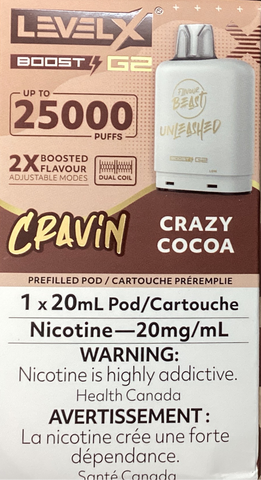 LEVEL X
BOOST G2
UP TO
25000
PUFFS
2X BOOSTED
FLAVOUR
ADJUSTABLE MODES
DUAL COIL
FLAVOUR
BEAST
UNLEASHED
CRAVIN
CRAZY
COCOA
PREFILLED POD / CARTOUCHE PRÉREMPLIE
1 x 20mL Pod/Cartouche
Nicotine—20mg/mL
WARNING:
Nicotine is highly addictive.
Health Canada
AVERTISSEMENT :
La nicotine crée une forte
dépendance.
Santé Canada